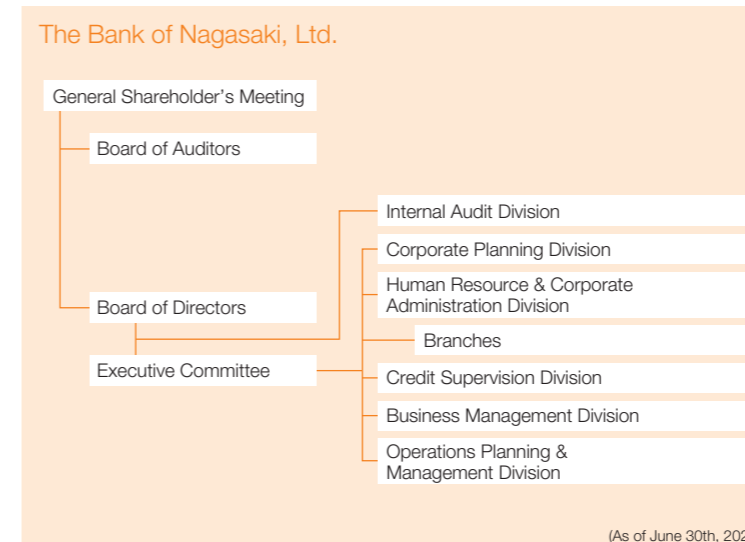 The Bank of Nagasaki, Ltd.
General Shareholder's Meeting
Board of Auditors
Internal Audit Division
Corporate Planning Division
Human Resource & Corporate
Administration Division
Board of Directors
Branches
Executive Committee
Credit Supervision Division
Business Management Division
Operations Planning &
Management Division
(As of June 30th,